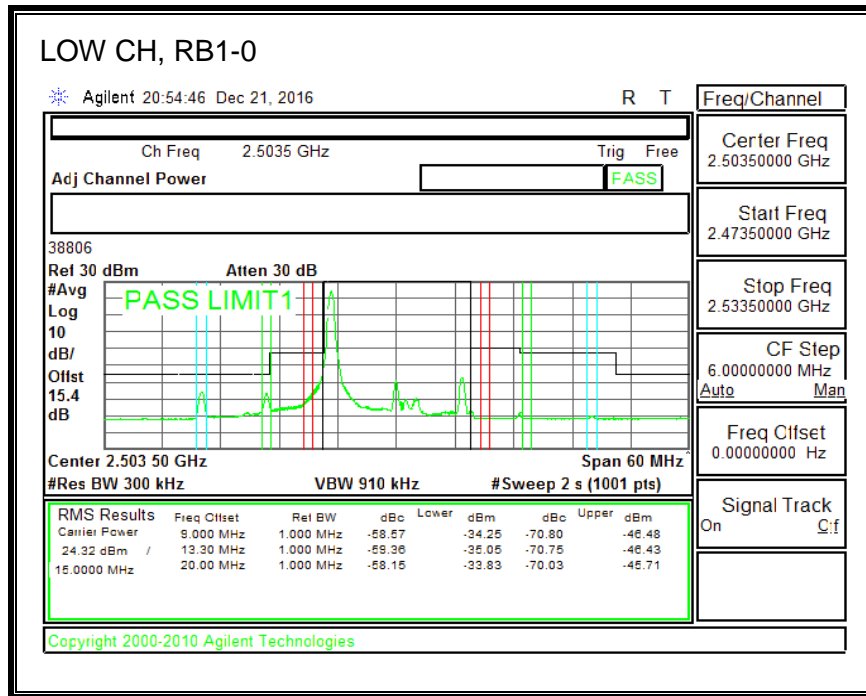 LOW CH, RB1-0
Agilent 20:54:46 Dec 21, 2016 R T
Ch Freq 2.5035 GHz Trig Free
Adj Channel Power FASS
38806
Ref 30 dBm Atten 30 dB
#Avg
Log
10
dB/
Offst
15.4
dB
PASS LIMIT1
Center 2.503 50 GHz Span 60 MHz
#Res BW 300 kHz VBW 910 kHz #Sweep 2 s (1001 pts)
RMS Results Freq Offset Ref BW dBc Lower dBm dBc Upper dBm
Carrier Power 9.000 MHz 1.000 MHz -58.57 -34.25 -70.80 -46.48
24.32 dBm / 13.30 MHz 1.000 MHz -59.36 -35.05 -70.75 -46.43
15.0000 MHz 20.00 MHz 1.000 MHz -58.15 -33.83 -70.03 -45.71
Copyright 2000-2010 Agilent Technologies
Freq/Channel
Center Freq
2.50350000 GHz
Start Freq
2.47350000 GHz
Stop Freq
2.53350000 GHz
CF Step
6.00000000 MHz
Auto Man
Freq Offset
0.00000000 Hz
Signal Track
On Off